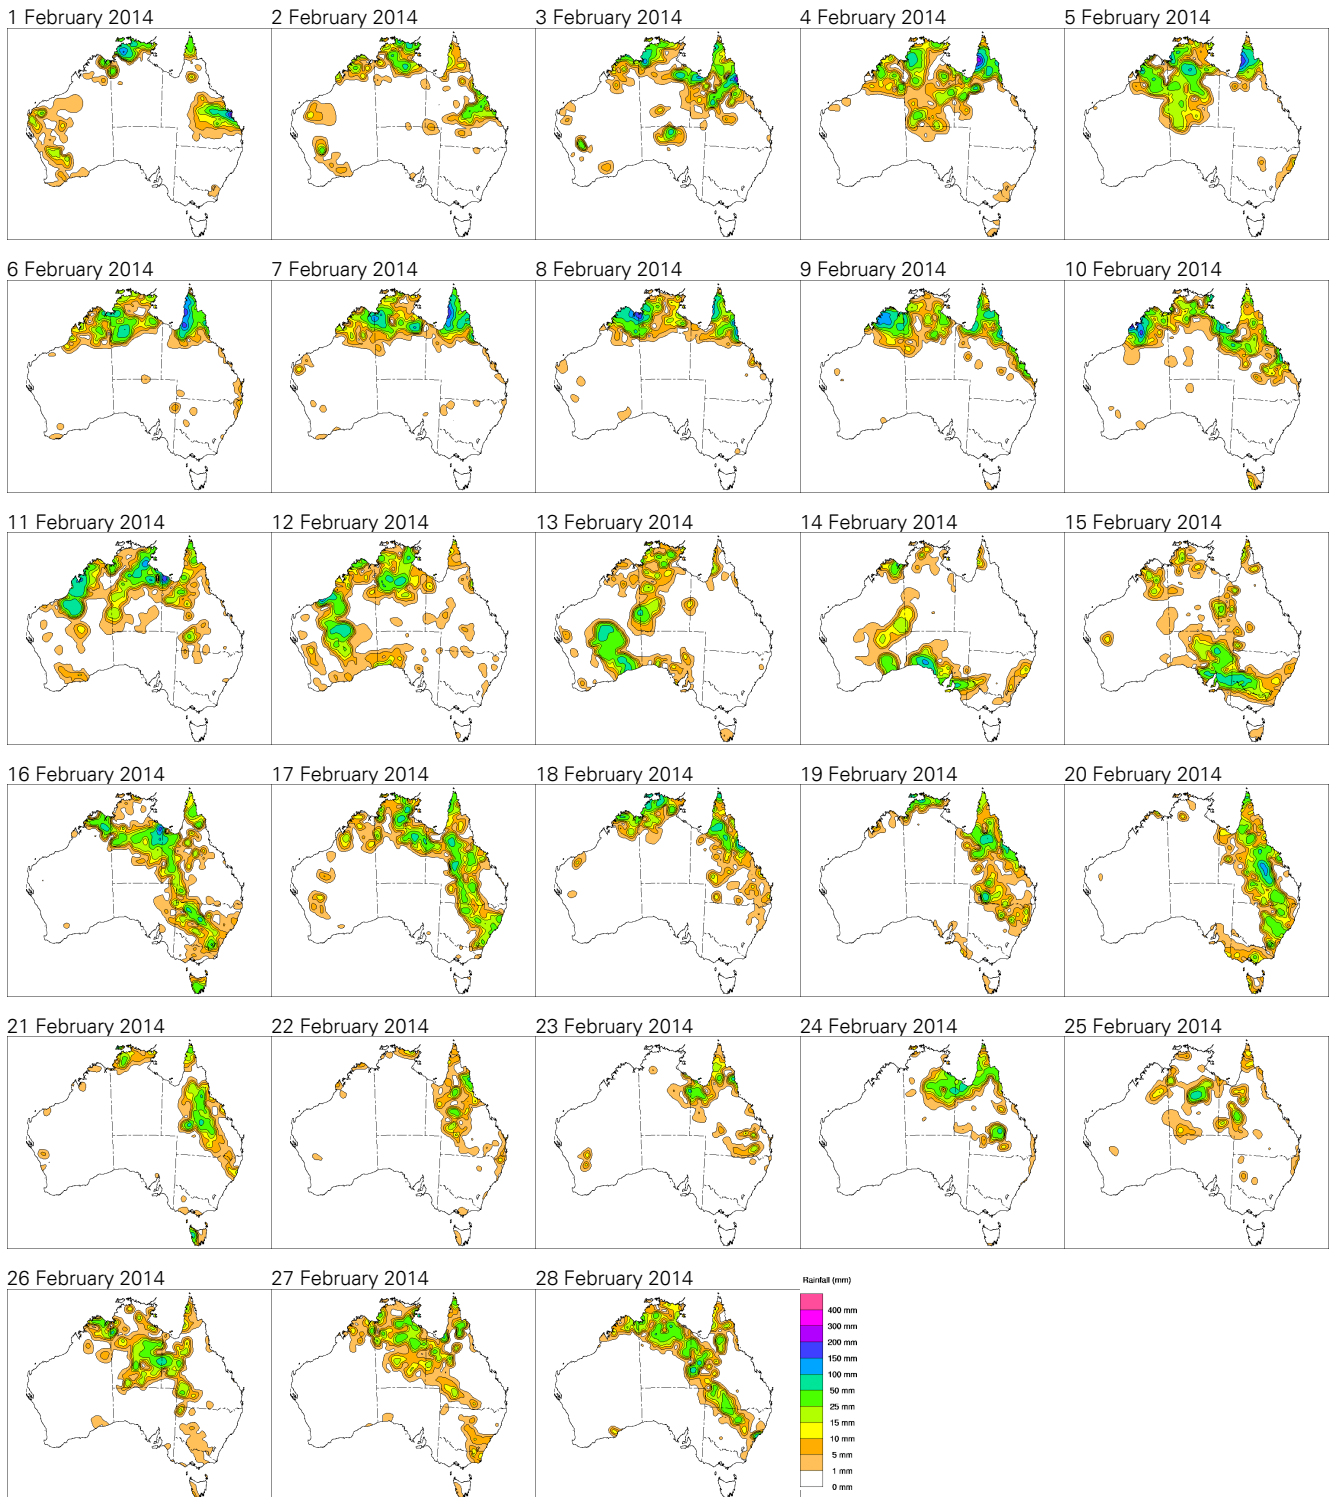 1 February 2014
2 February 2014
3 February 2014
4 February 2014
5 February 2014
6 February 2014
7 February 2014
8 February 2014
9 February 2014
10 February 2014
11 February 2014
12 February 2014
13 February 2014
14 February 2014
15 February 2014
16 February 2014
17 February 2014
18 February 2014
19 February 2014
20 February 2014
21 February 2014
22 February 2014
23 February 2014
24 February 2014
25 February 2014
26 February 2014
27 February 2014
28 February 2014
Rainfall (mm)
400 mm
300 mm
200 mm
150 mm
100 mm
50 mm
25 mm
15 mm
10 mm
5 mm
1 mm
0 mm